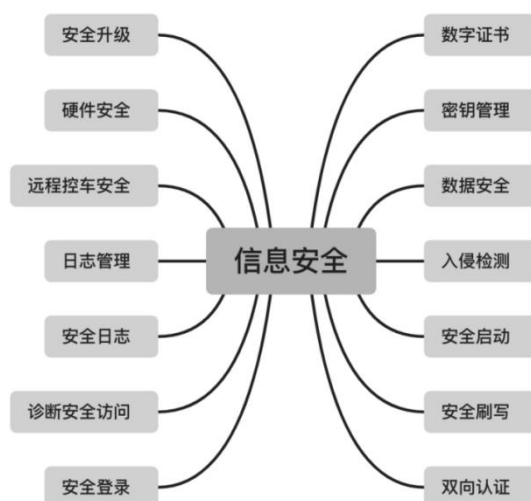 安全升级
硬件安全
远程控车安全
日志管理
安全日志
诊断安全访问
安全登录
信息安全
数字证书
密钥管理
数据安全
入侵检测
安全启动
安全刷写
双向认证